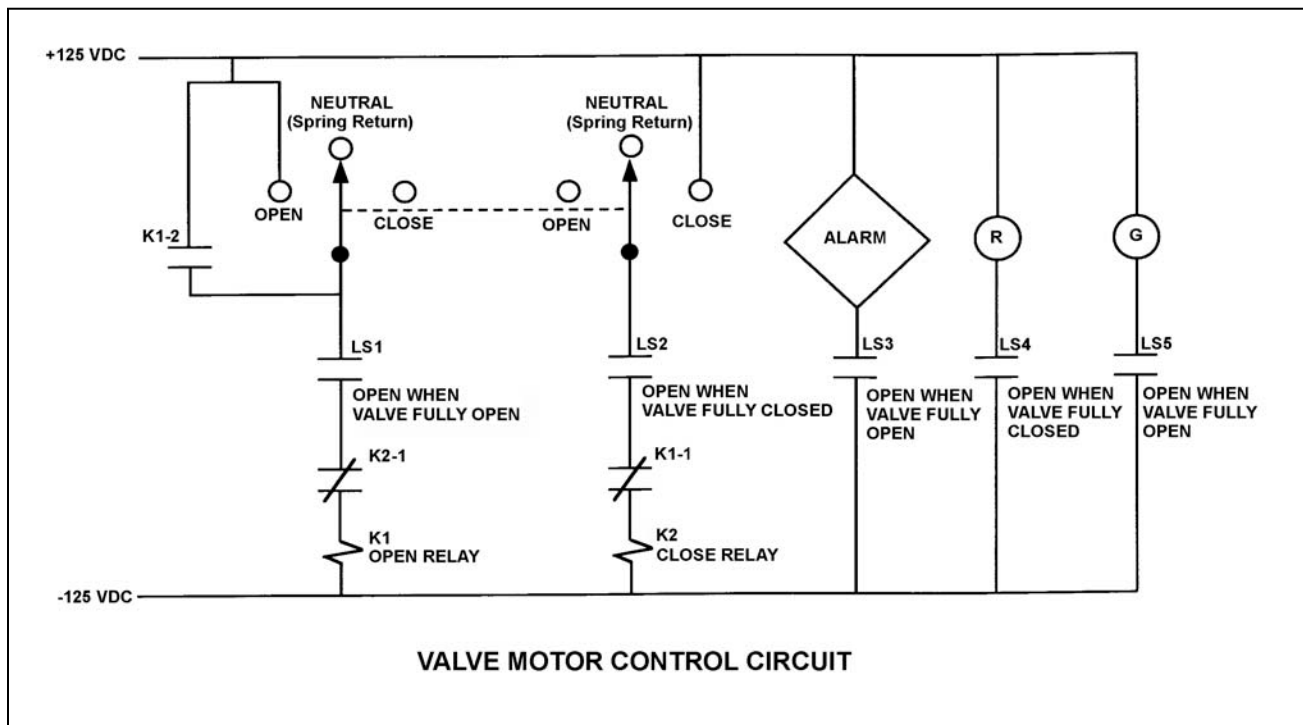 +125 VDC
NEUTRAL
(Spring Return)
NEUTRAL
(Spring Return)
OPEN
CLOSE
OPEN
CLOSE
K1-2
ALARM
R
G
LS1
OPEN WHEN
VALVE FULLY OPEN
LS2
OPEN WHEN
VALVE FULLY CLOSED
LS3
OPEN WHEN
VALVE FULLY
OPEN
LS4
OPEN WHEN
VALVE FULLY
CLOSED
LS5
OPEN WHEN
VALVE FULLY
OPEN
K2-1
K1-1
K1
OPEN RELAY
K2
CLOSE RELAY
-125 VDC
VALVE MOTOR CONTROL CIRCUIT